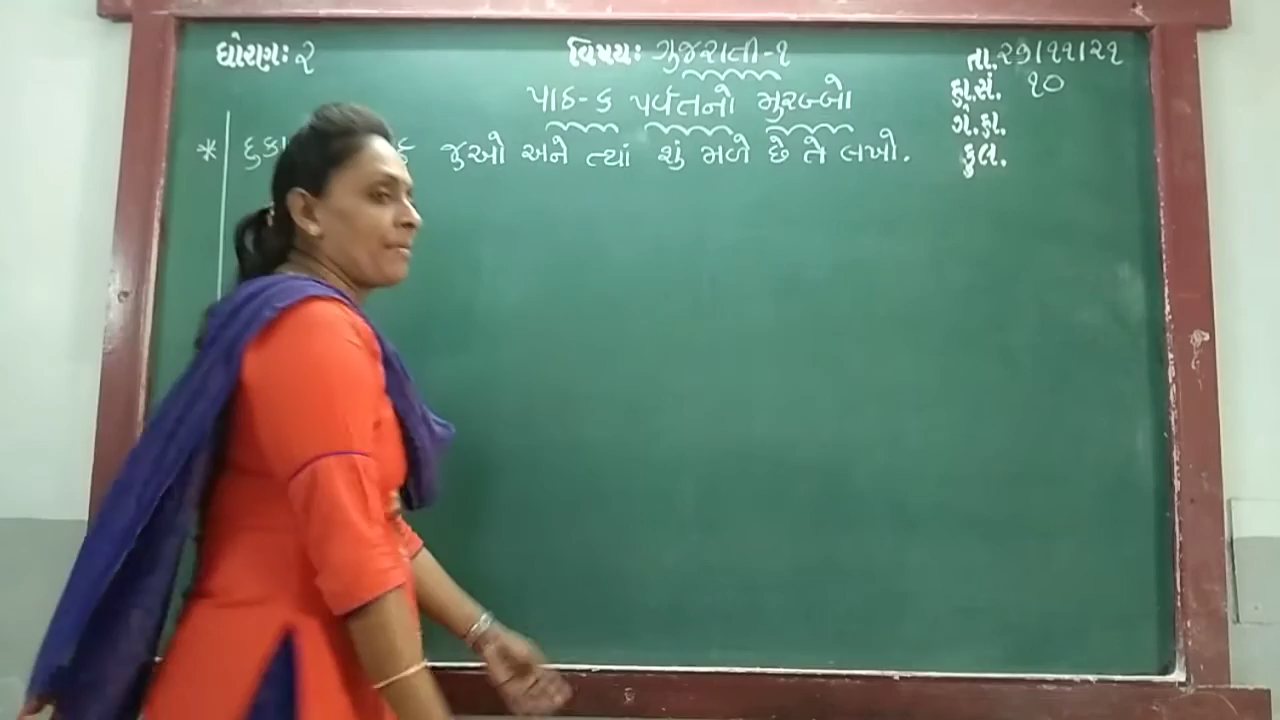 ધોરણઃ ૨
વિષયઃ ગુજરાતી-૧
તા. ૨૭/૧૧/૨૧
પાઠ-૬ પર્વતનો મુરબ્બો
હા.સં. ૧૦
ગે.હા.
* જુઓ અને ત્યાં શું મળે છે તે લખો.
કુલ.